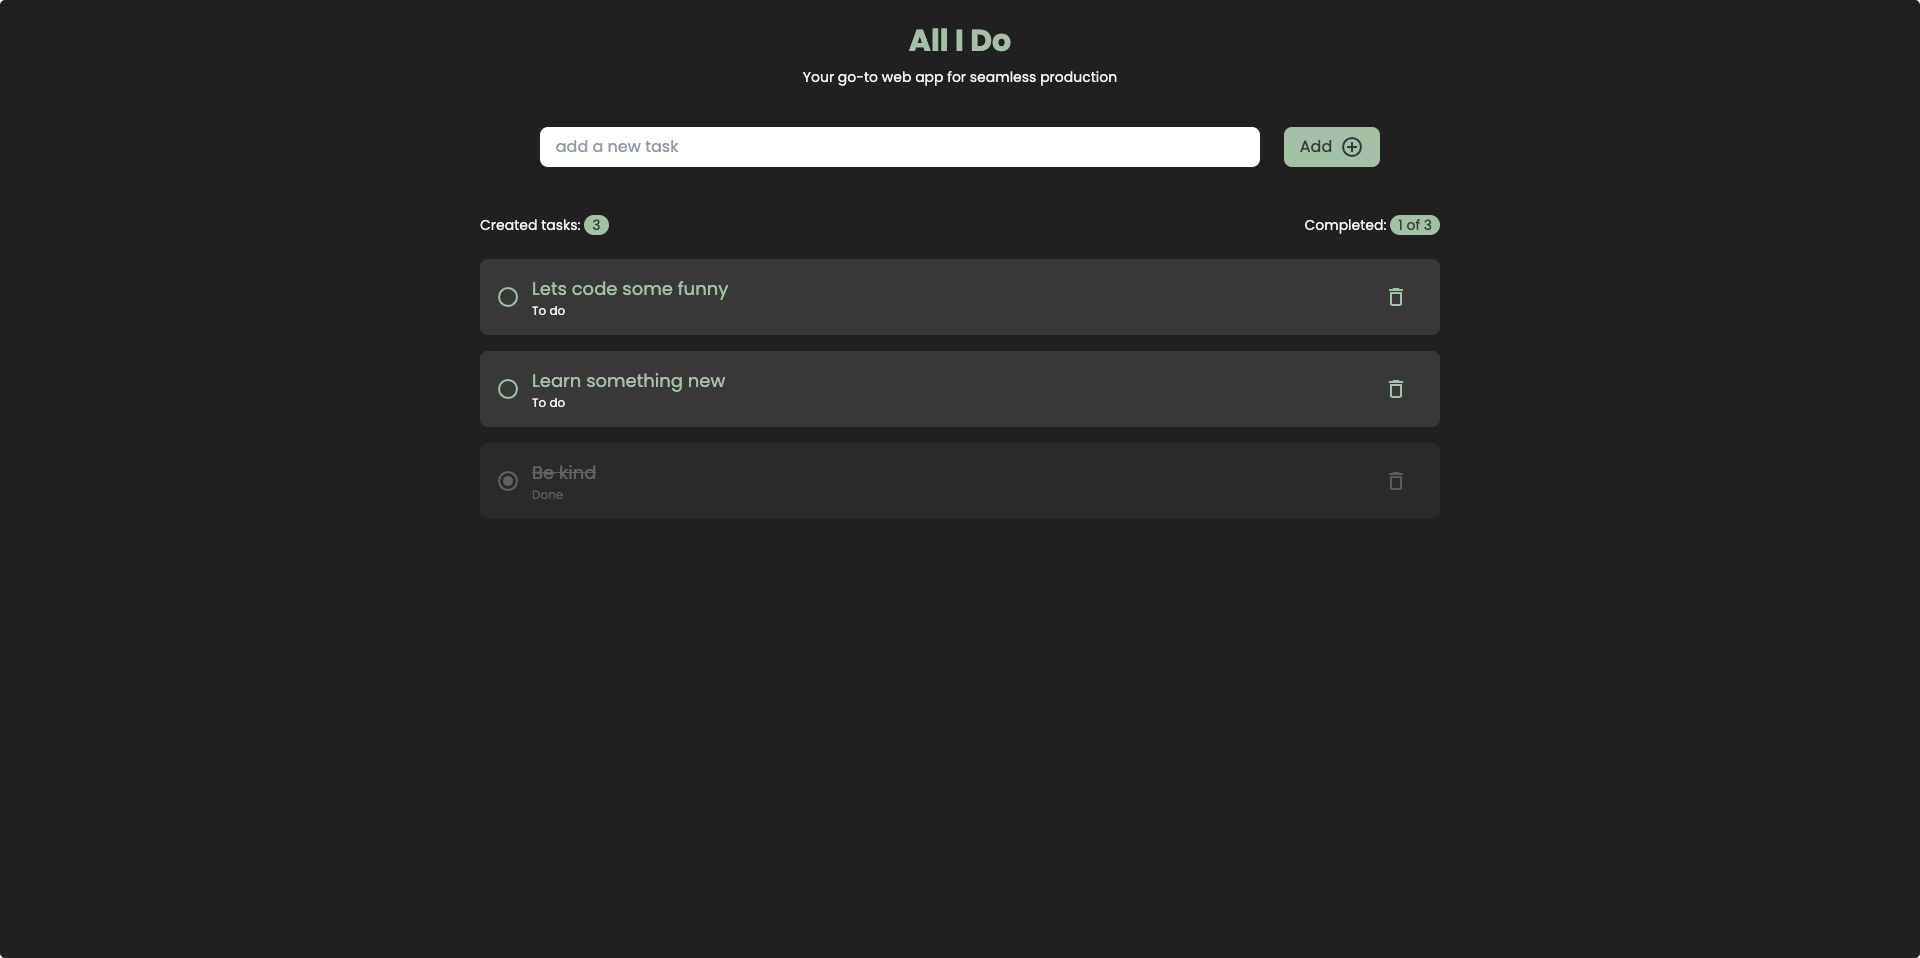 All I Do
Your go-to web app for seamless production
add a new task
Add
Created tasks: 3
Completed: 1 of 3
Lets code some funny
To do
Learn something new
To do
Be kind
Done